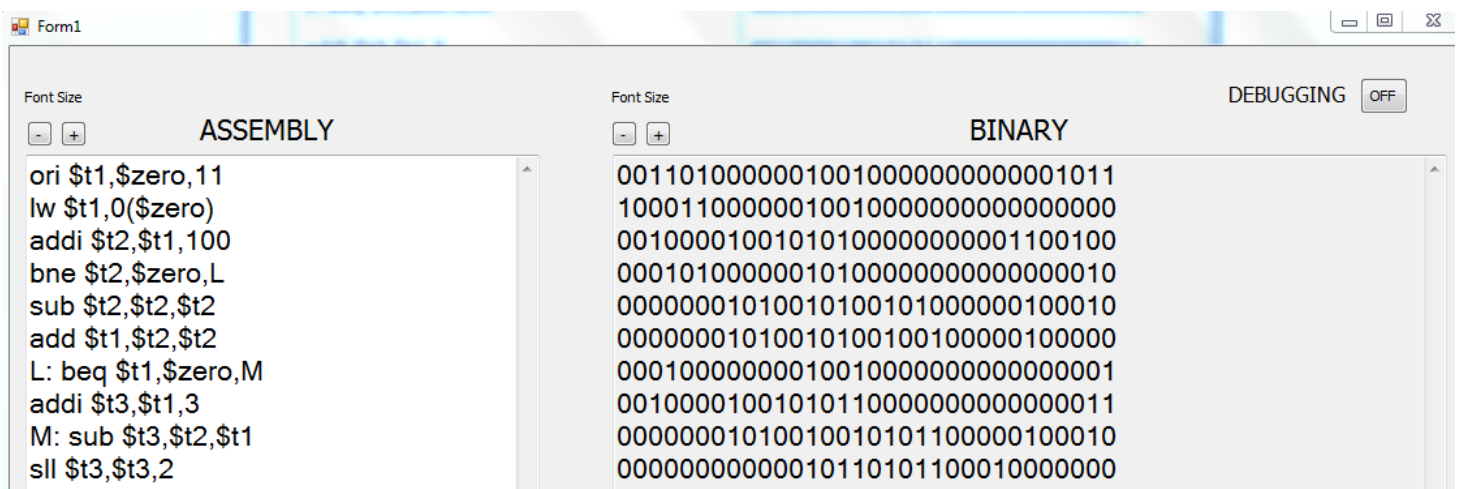 Form1
DEBUGGING OFF
Font Size
- +
ASSEMBLY
ori $t1,$zero,11
lw $t1,0($zero)
addi $t2,$t1,100
bne $t2,$zero,L
sub $t2,$t2,$t2
add $t1,$t2,$t2
L: beq $t1,$zero,M
addi $t3,$t1,3
M: sub $t3,$t2,$t1
sll $t3,$t3,2
Font Size
- +
BINARY
00110100000010010000000000001011
10001100000010010000000000000000
00100001001010100000000001100100
00010100000010100000000000000010
00000001010010100101000000100010
00000001010010100100100000100000
00010000000010010000000000000001
00100001001010110000000000000011
00000001010010010101100000100010
00000000000010110101100010000000